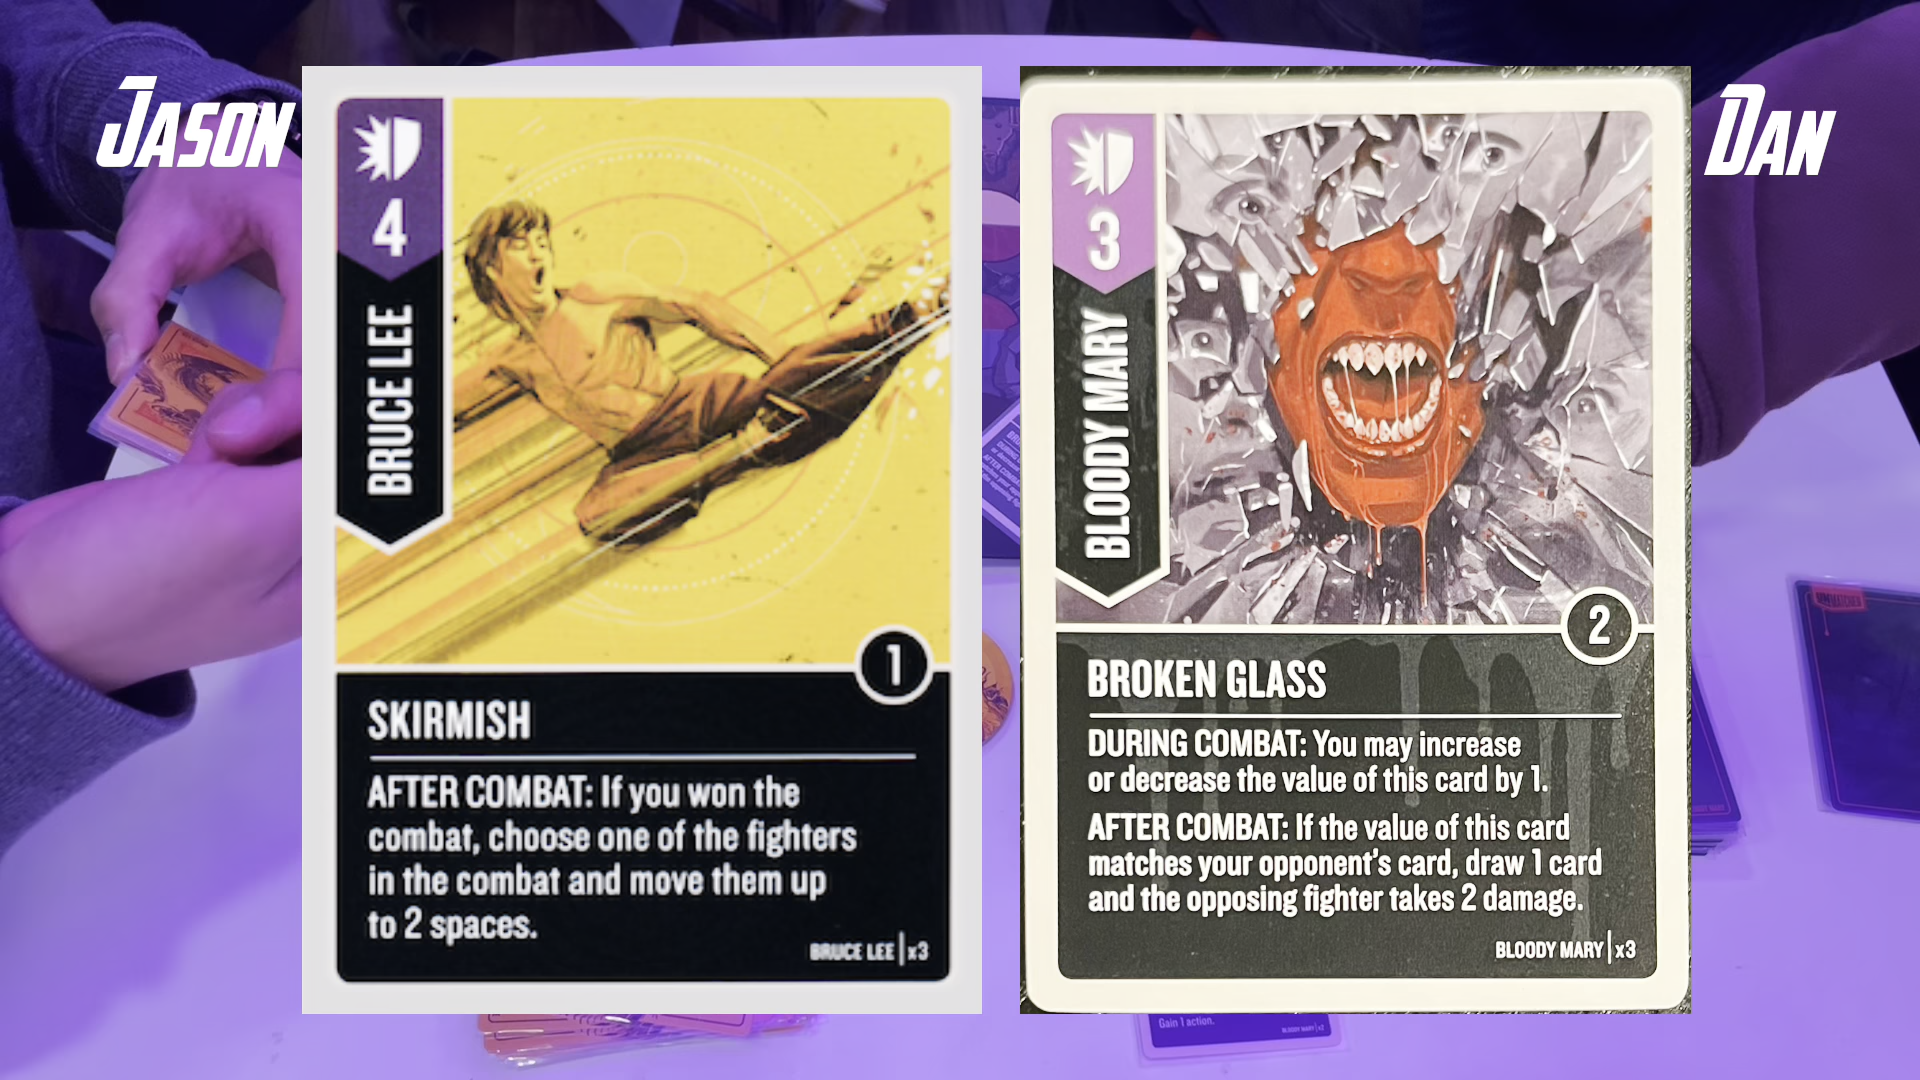 JASON
4
BRUCE LEE
1
SKIRMISH
AFTER COMBAT: If you won the
combat, choose one of the fighters
in the combat and move them up
to 2 spaces.
BRUCE LEE x3
DAN
3
BLOODY MARY
2
BROKEN GLASS
DURING COMBAT: You may increase
or decrease the value of this card by 1.
AFTER COMBAT: If the value of this card
matches your opponent's card, draw 1 card
and the opposing fighter takes 2 damage.
BLOODY MARY x3
Gain 1 action.
BLOODY MARY x2